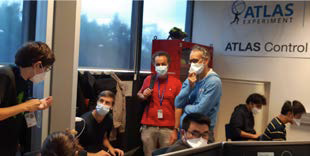 ATLAS
EXPERIMENT
ATLAS Control